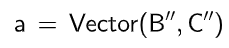 a = Vector(B″, C″)